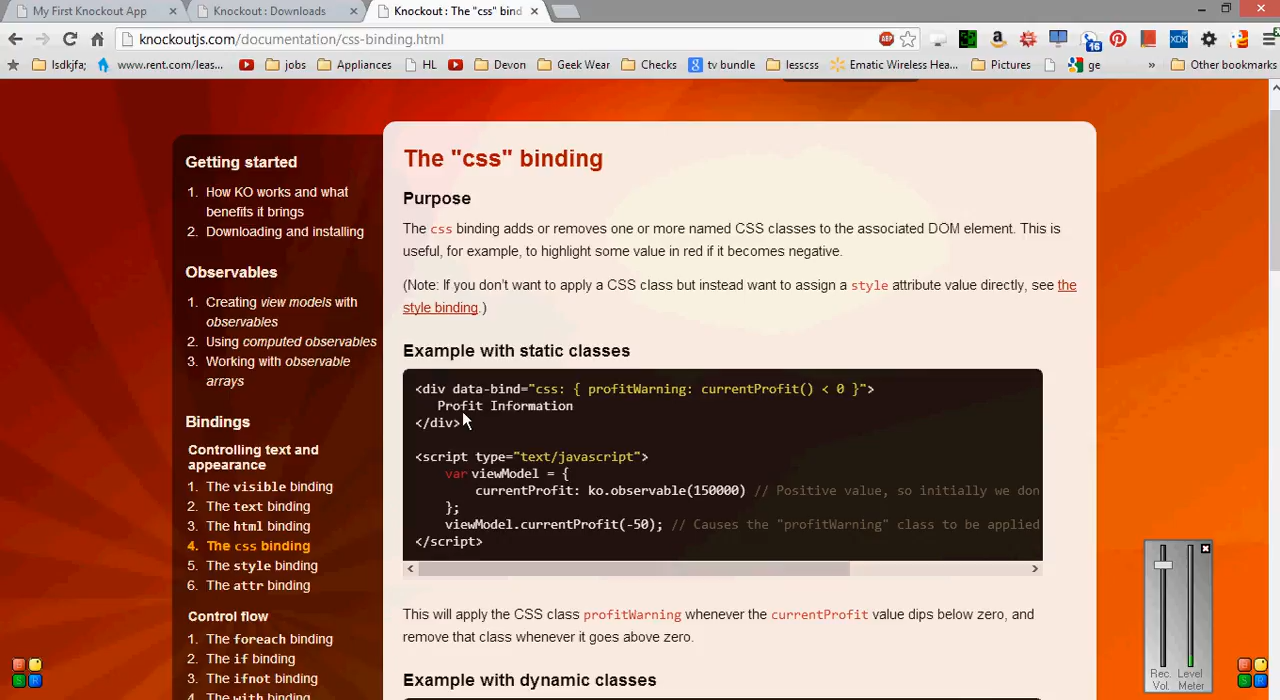 My First Knockout App
Knockout : Downloads
Knockout : The "css" bind
knockoutjs.com/documentation/css-binding.html
ABP
16
XDK
lsdkjfa;
www.rent.com/leas...
jobs
Appliances
HL
Devon
Geek Wear
Checks
tv bundle
lesscss
Ematic Wireless Hea...
Pictures
ge
»
Other bookmarks
Getting started
1. How KO works and what
benefits it brings
2. Downloading and installing
Observables
1. Creating view models with
observables
2. Using computed observables
3. Working with observable
arrays
Bindings
Controlling text and
appearance
1. The visible binding
2. The text binding
3. The html binding
4. The css binding
5. The style binding
6. The attr binding
Control flow
1. The foreach binding
2. The if binding
3. The ifnot binding
4. The with binding
The "css" binding
Purpose
The css binding adds or removes one or more named CSS classes to the associated DOM element. This is
useful, for example, to highlight some value in red if it becomes negative.
(Note: If you don't want to apply a CSS class but instead want to assign a style attribute value directly, see the
style binding.)
Example with static classes
<div data-bind="css: { profitWarning: currentProfit() < 0 }">
Profit Information
</div>
<script type="text/javascript">
var viewModel = {
currentProfit: ko.observable(150000) // Positive value, so initially we don
};
viewModel.currentProfit(-50); // Causes the "profitWarning" class to be applied
</script>
This will apply the CSS class profitWarning whenever the currentProfit value dips below zero, and
remove that class whenever it goes above zero.
Example with dynamic classes
Rec. Level
Vol. Meter
E
S R
E
S R